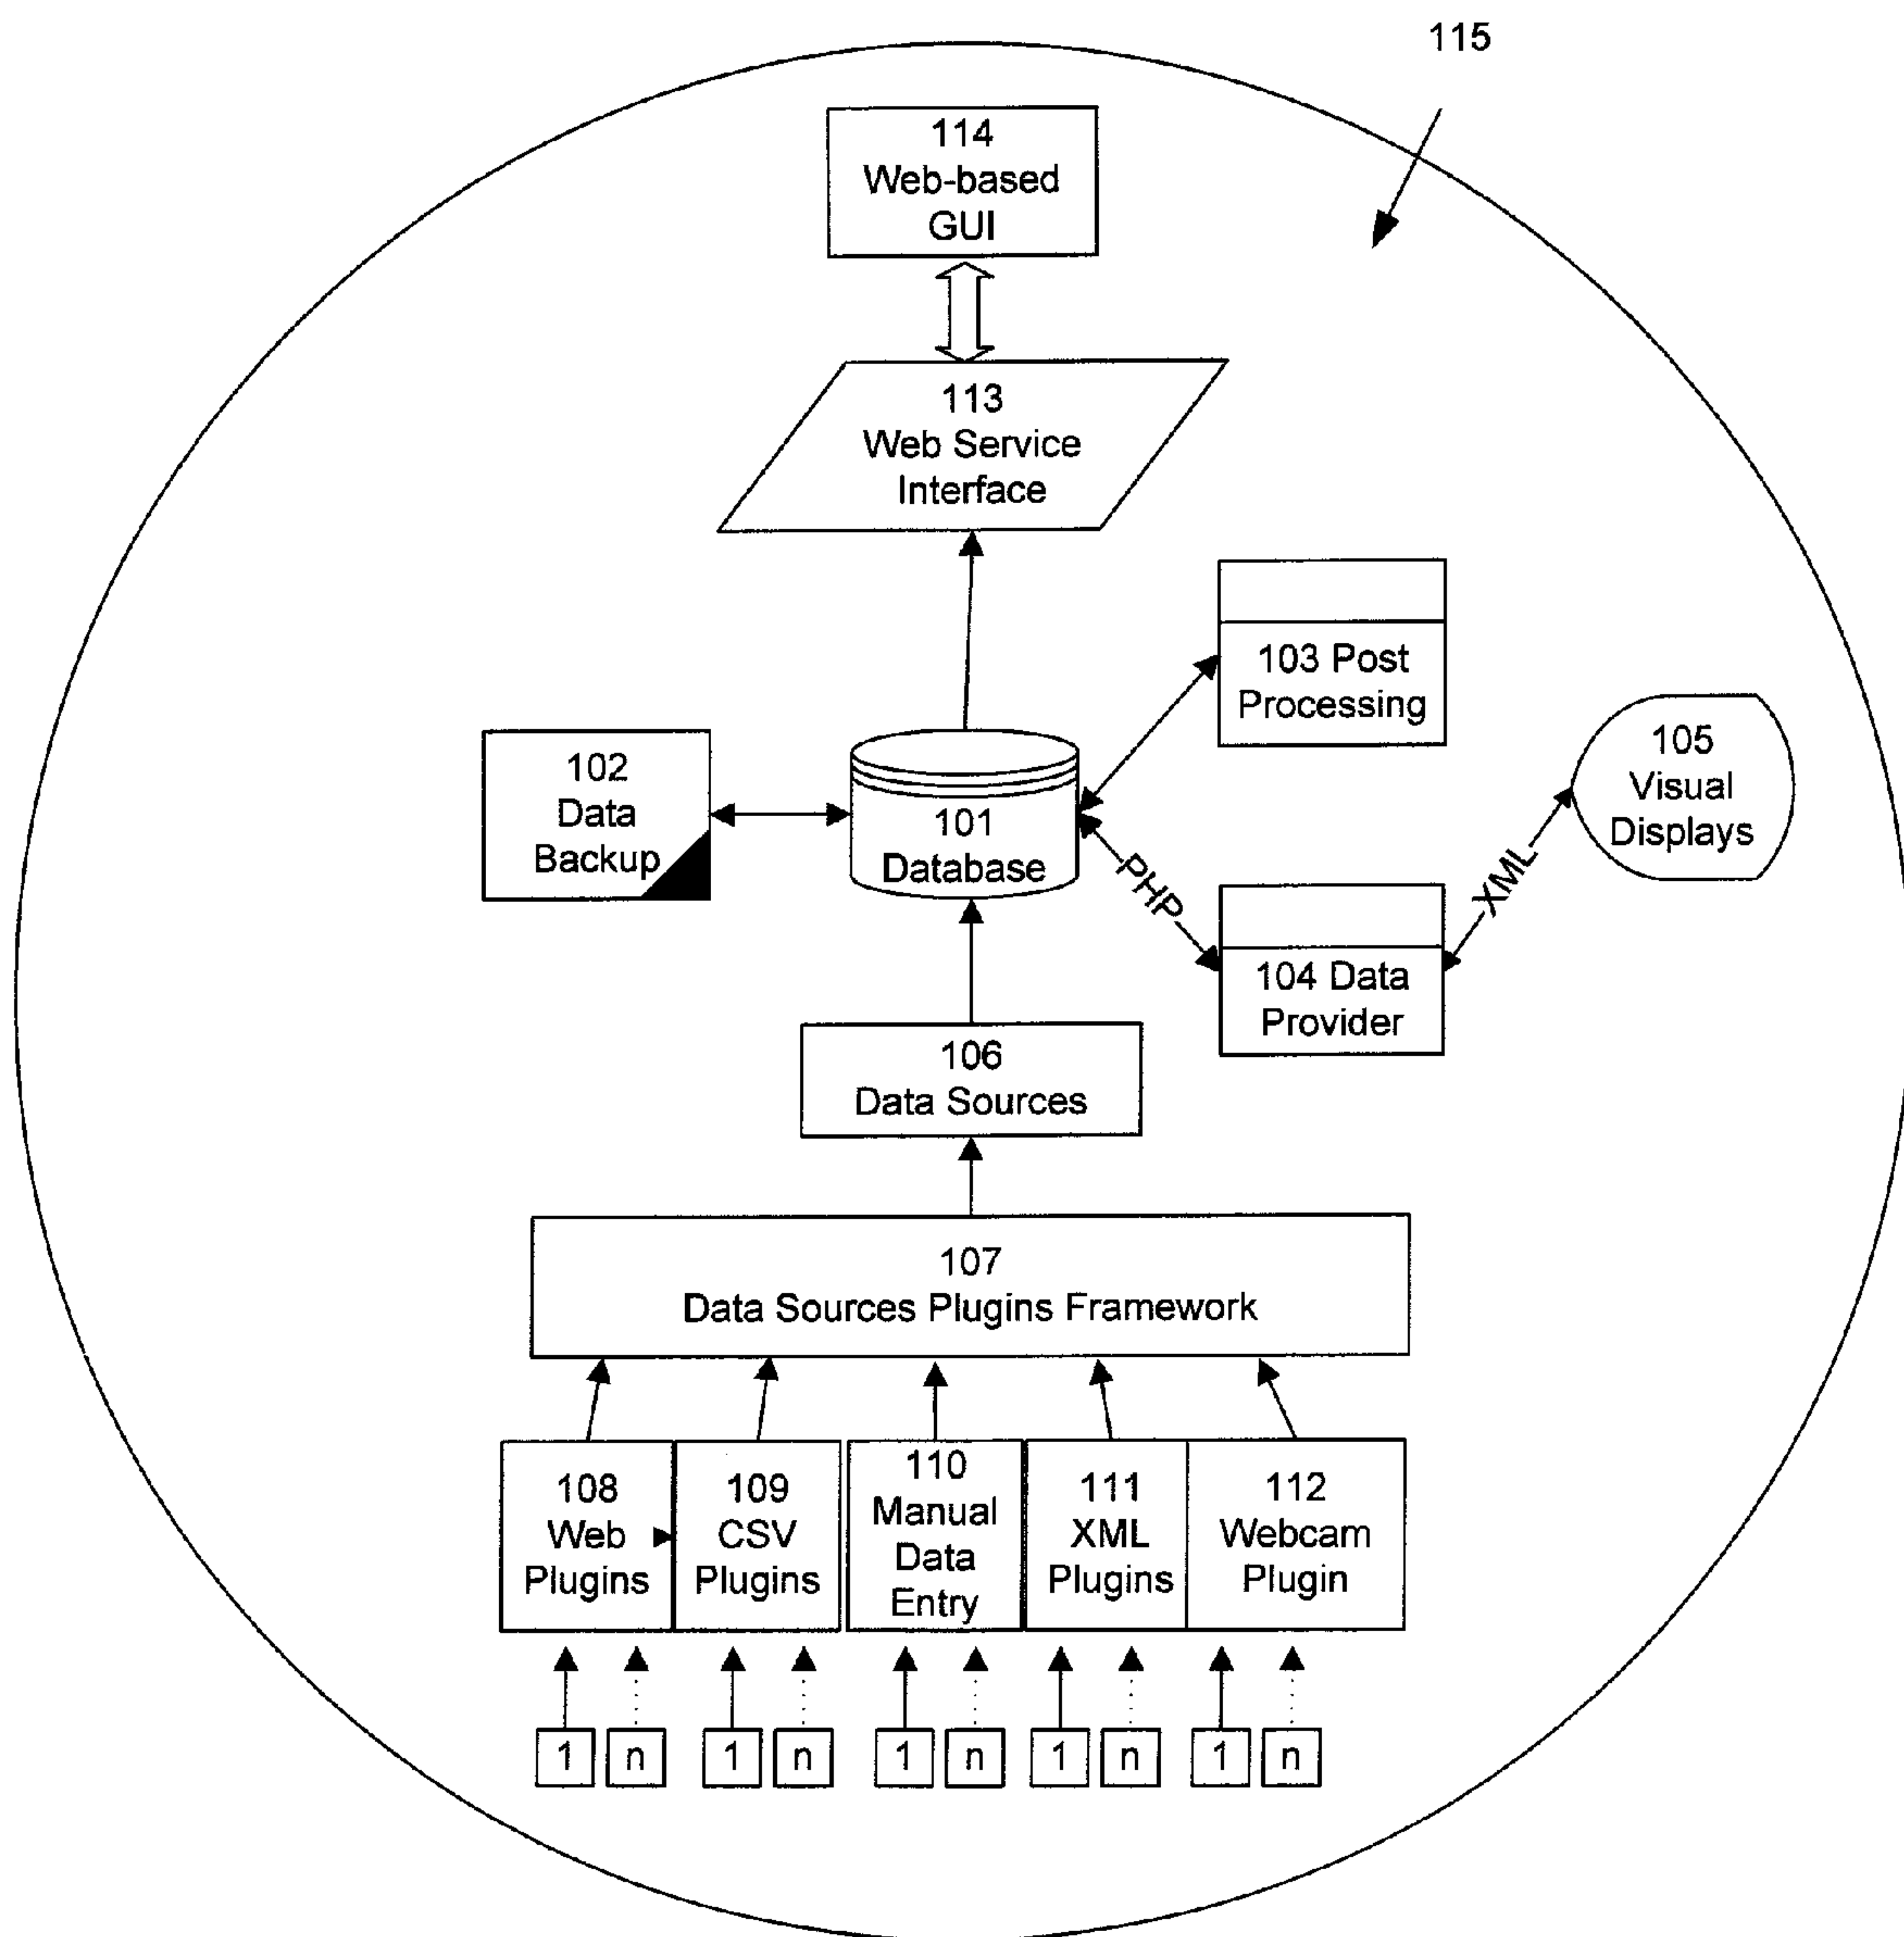 115
114
Web-based
GUI
113
Web Service
Interface
103 Post
Processing
102
Data
Backup
101
Database
105
Visual
Displays
PHP
XML
104 Data
Provider
106
Data Sources
107
Data Sources Plugins Framework
108
Web
Plugins
109
CSV
Plugins
110
Manual
Data
Entry
111
XML
Plugins
112
Webcam
Plugin
1 n 1 n 1 n 1 n 1 n